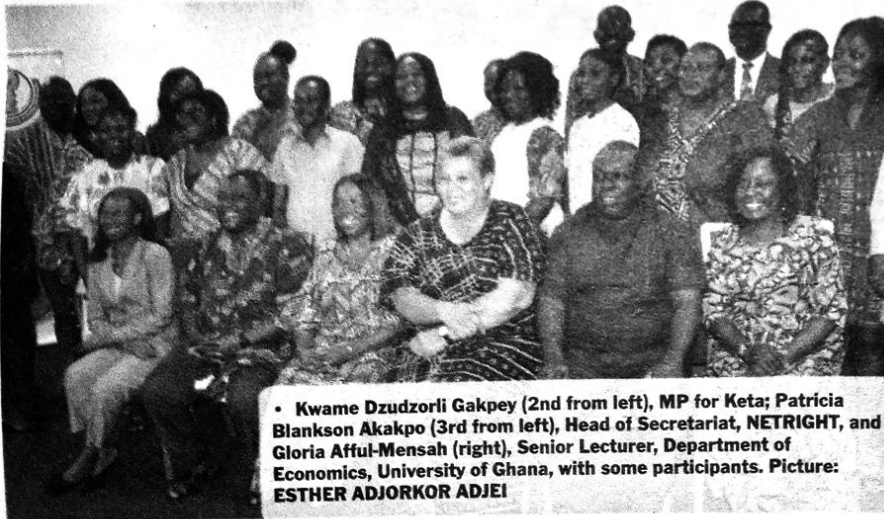 • Kwame Dzudzorli Gakpey (2nd from left), MP for Keta; Patricia
Blankson Akakpo (3rd from left), Head of Secretariat, NETRIGHT, and
Gloria Afful-Mensah (right), Senior Lecturer, Department of
Economics, University of Ghana, with some participants. Picture:
ESTHER ADJORKOR ADJEI